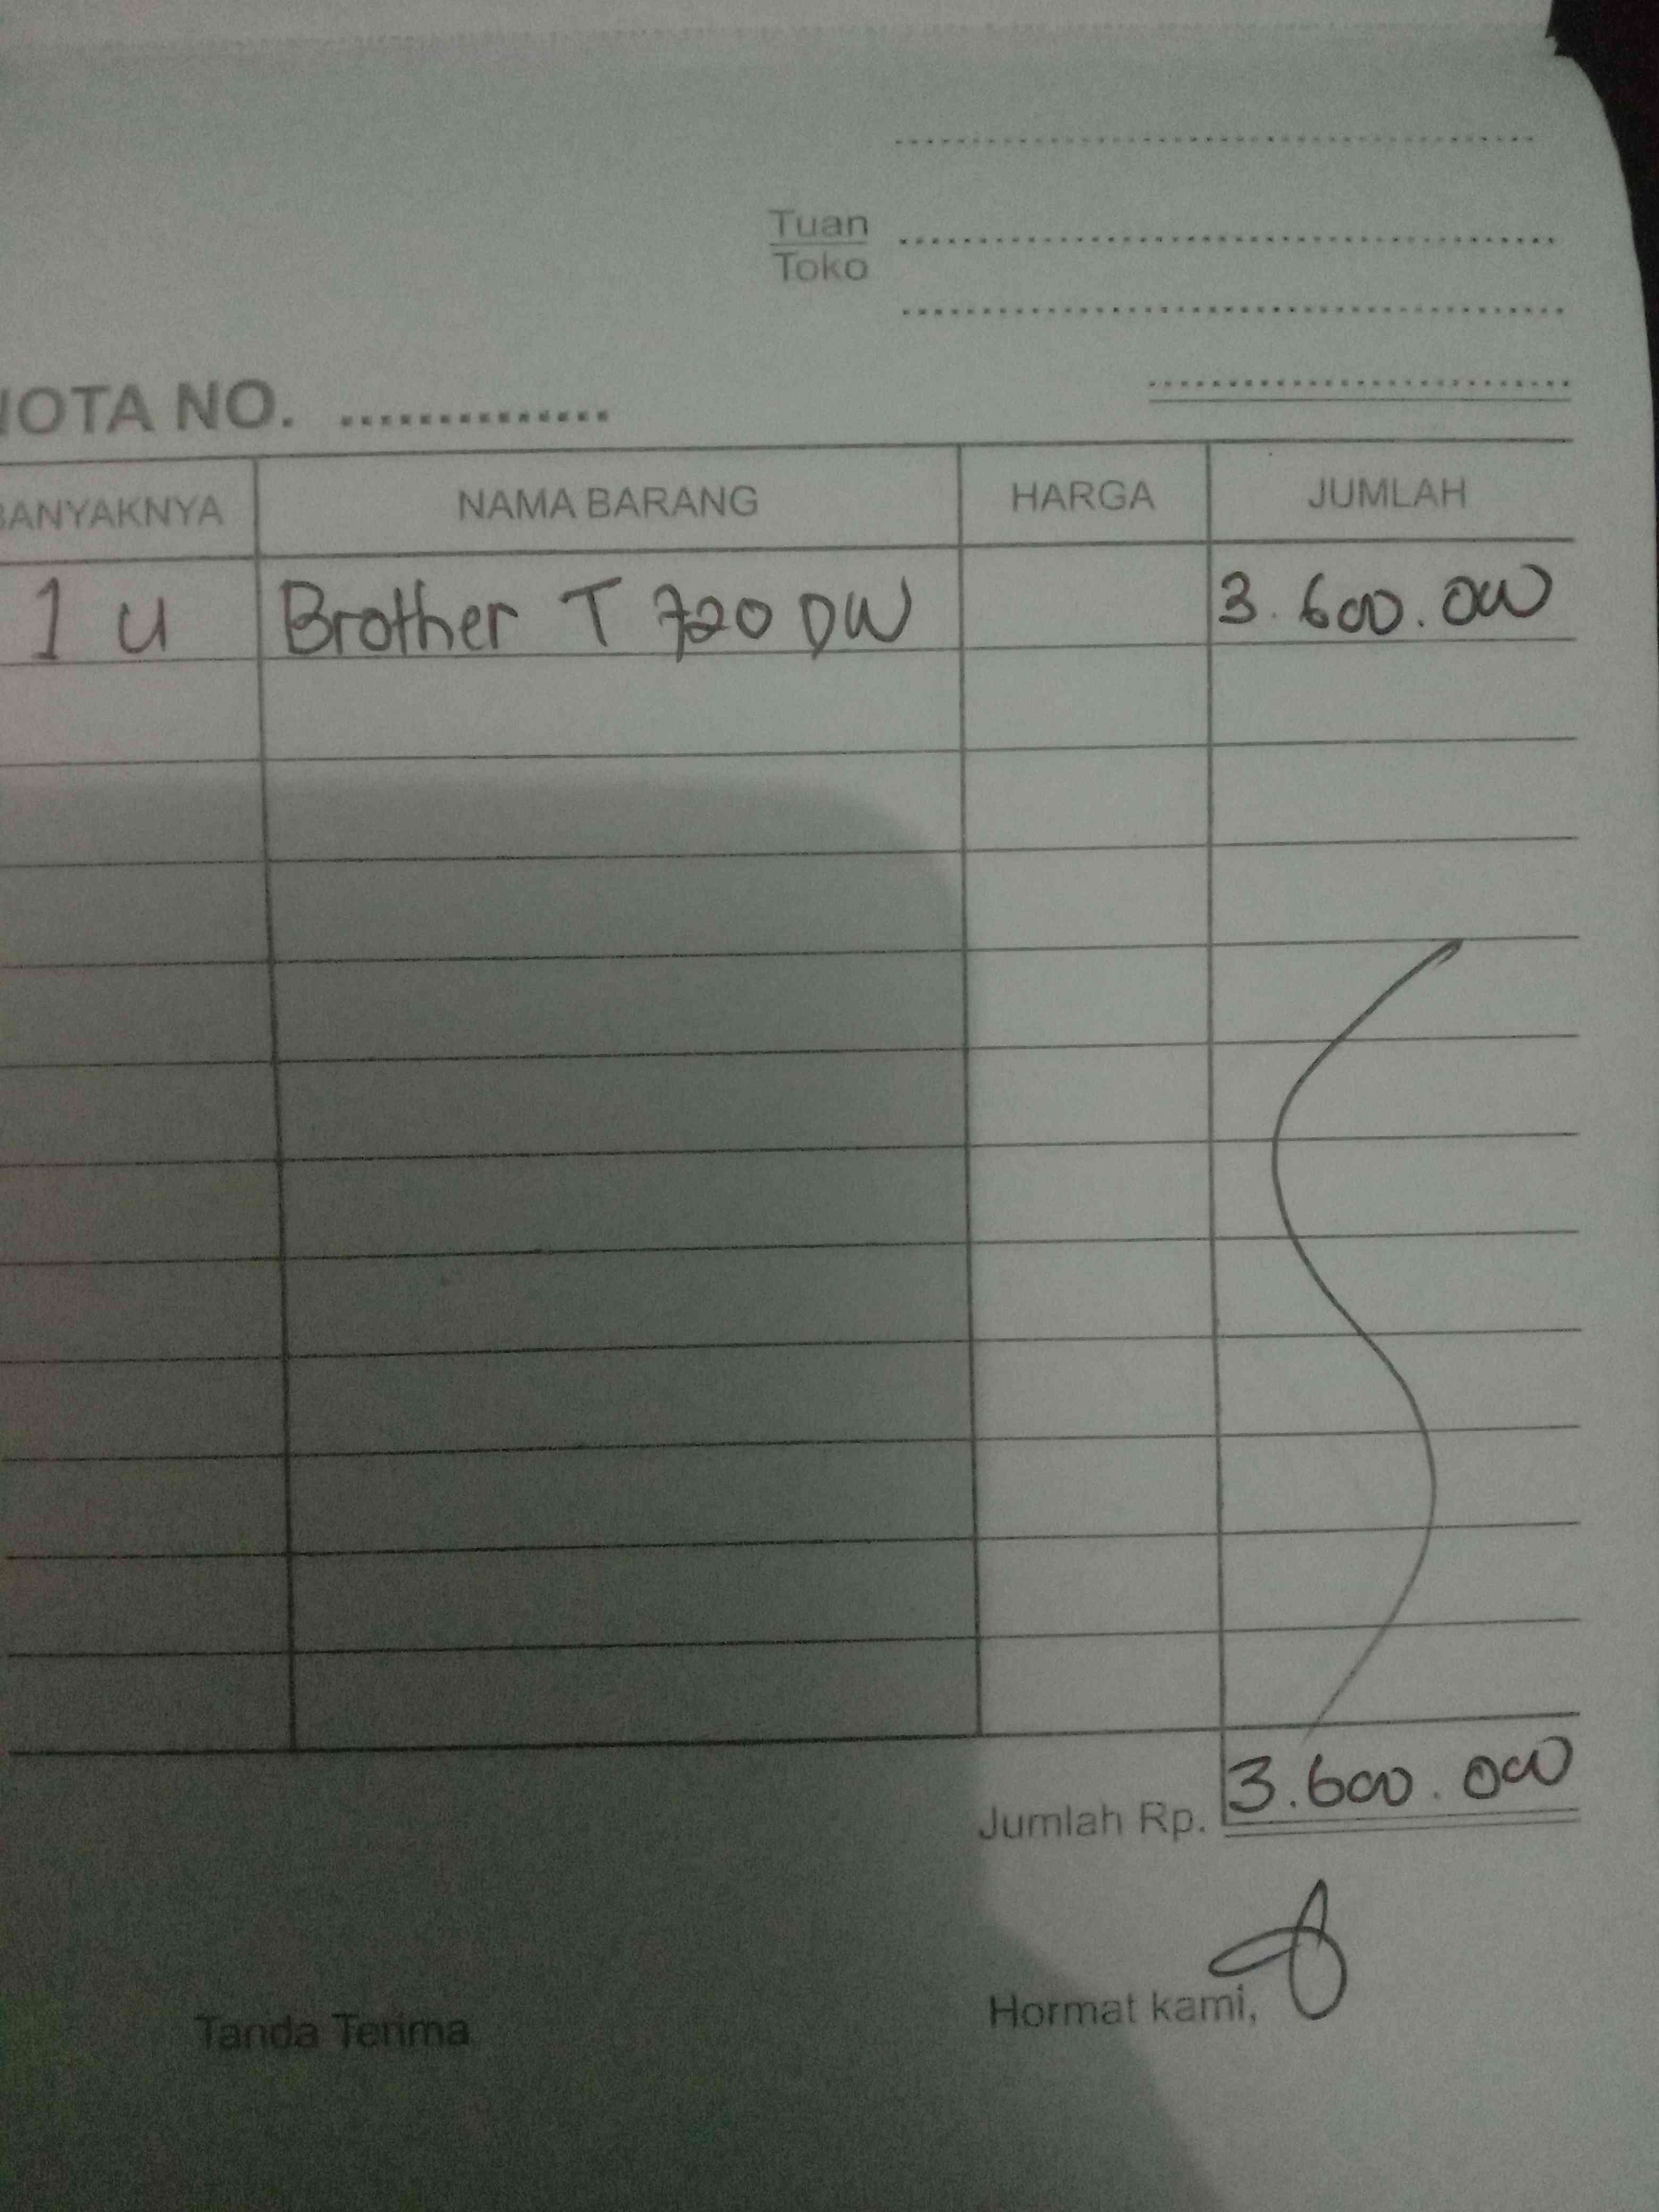 Tuan
Toko
NOTA NO. ..............
BANYAKNYA NAMA BARANG HARGA JUMLAH
1 u Brother T 720 DW 3.600.000
Jumlah Rp. 3.600.000
Tanda Terima Hormat kami,